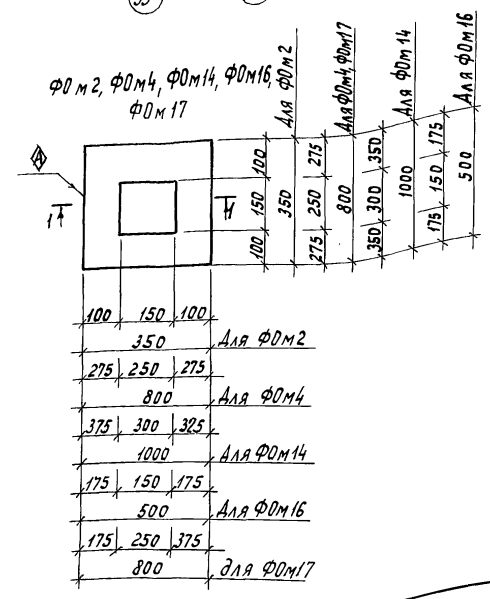 ФОм2, ФОм4, ФОм14, ФОм16,
ФОм17
Для ФОм2
Для ФОм4, ФОм17
Для ФОм14
Для ФОм16
А
1
1
100 150 100
350
275 250 275
800
350 300 350
1000
175 150 175
500
100 150 100
350 Для ФОм2
275 250 275
800 Для ФОм4
375 300 325
1000 Для ФОм14
175 150 175
500 Для ФОм16
175 250 375
800 для ФОм17